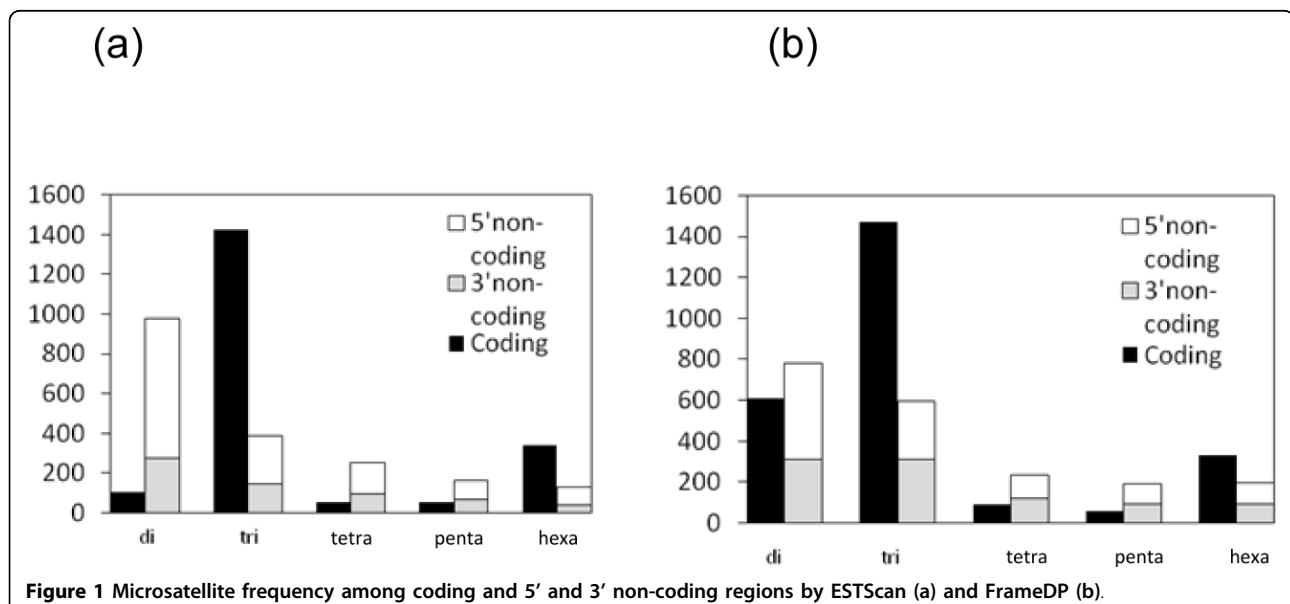 (a)
1600
1400
1200
1000
800
600
400
200
0
5'non-
coding
3'non-
coding
Coding
di tri tetra penta hexa
(b)
1600
1400
1200
1000
800
600
400
200
0
5'non-
coding
3'non-
coding
Coding
di tri tetra penta hexa
Figure 1 Microsatellite frequency among coding and 5′ and 3′ non-coding regions by ESTScan (a) and FrameDP (b).